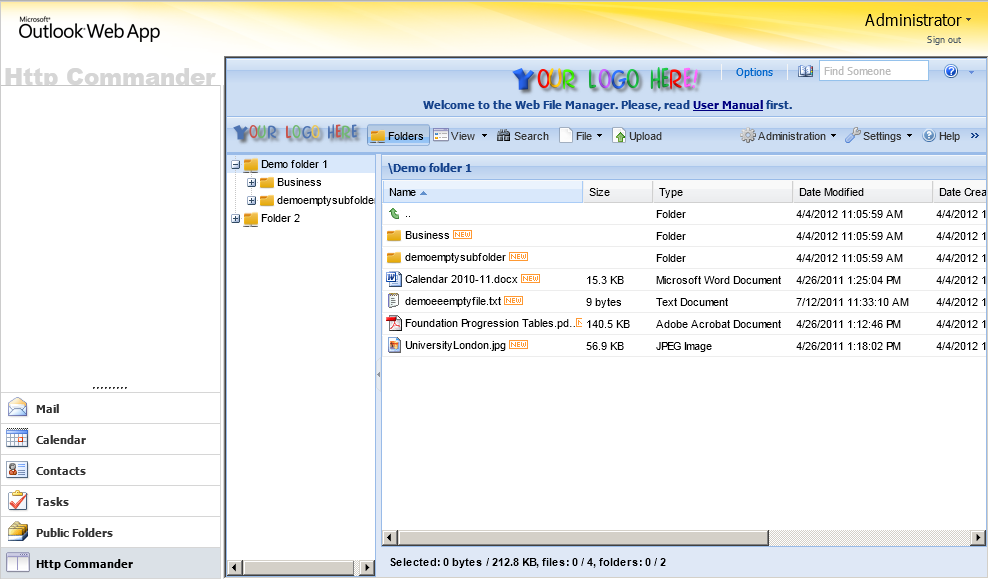 Microsoft®
Outlook Web App
Administrator
Sign out
Http Commander
YOUR LOGO HERE!
Options
Find Someone
Welcome to the Web File Manager. Please, read User Manual first.
YOUR LOGO HERE
Folders
View
Search
File
Upload
Administration
Settings
Help
»
Demo folder 1
Business
demoemptysubfolder
Folder 2
\Demo folder 1
Name Size Type Date Modified Date Crea
.. Folder 4/4/2012 11:05:59 AM 4/4/2012 1
Business NEW Folder 4/4/2012 11:05:59 AM 4/4/2012 1
demoemptysubfolder NEW Folder 4/4/2012 11:05:59 AM 4/4/2012 1
Calendar 2010-11.docx NEW 15.3 KB Microsoft Word Document 4/26/2011 1:25:04 PM 4/4/2012 1
demoeeemptyfile.txt NEW 9 bytes Text Document 7/12/2011 11:33:10 AM 4/4/2012 1
Foundation Progression Tables.pd... 140.5 KB Adobe Acrobat Document 4/26/2011 1:12:46 PM 4/4/2012 1
UniversityLondon.jpg NEW 56.9 KB JPEG Image 4/26/2011 1:18:02 PM 4/4/2012 1
Mail
Calendar
Contacts
Tasks
Public Folders
Http Commander
Selected: 0 bytes / 212.8 KB, files: 0 / 4, folders: 0 / 2